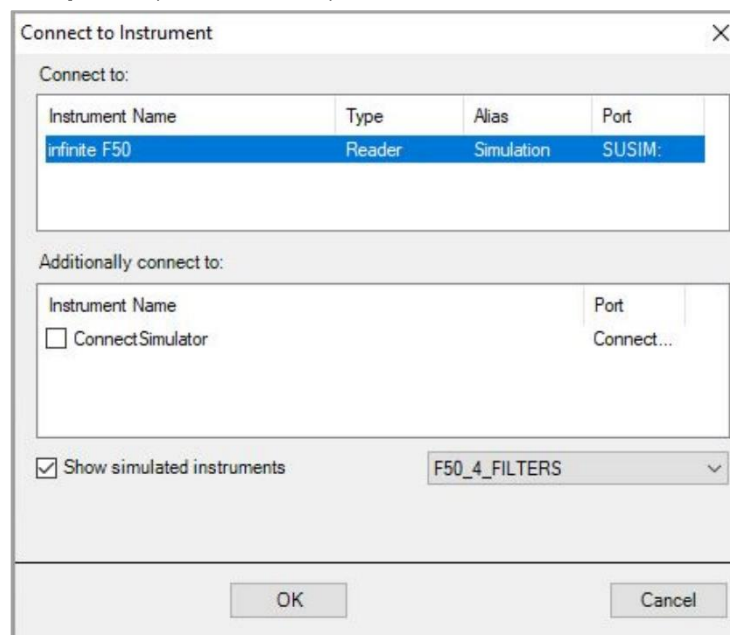 Connect to Instrument
Connect to:
Instrument Name Type Alias Port
infinite F50 Reader Simulation SUSIM:
Additionally connect to:
Instrument Name Port
ConnectSimulator Connect...
Show simulated instruments F50_4_FILTERS
OK Cancel